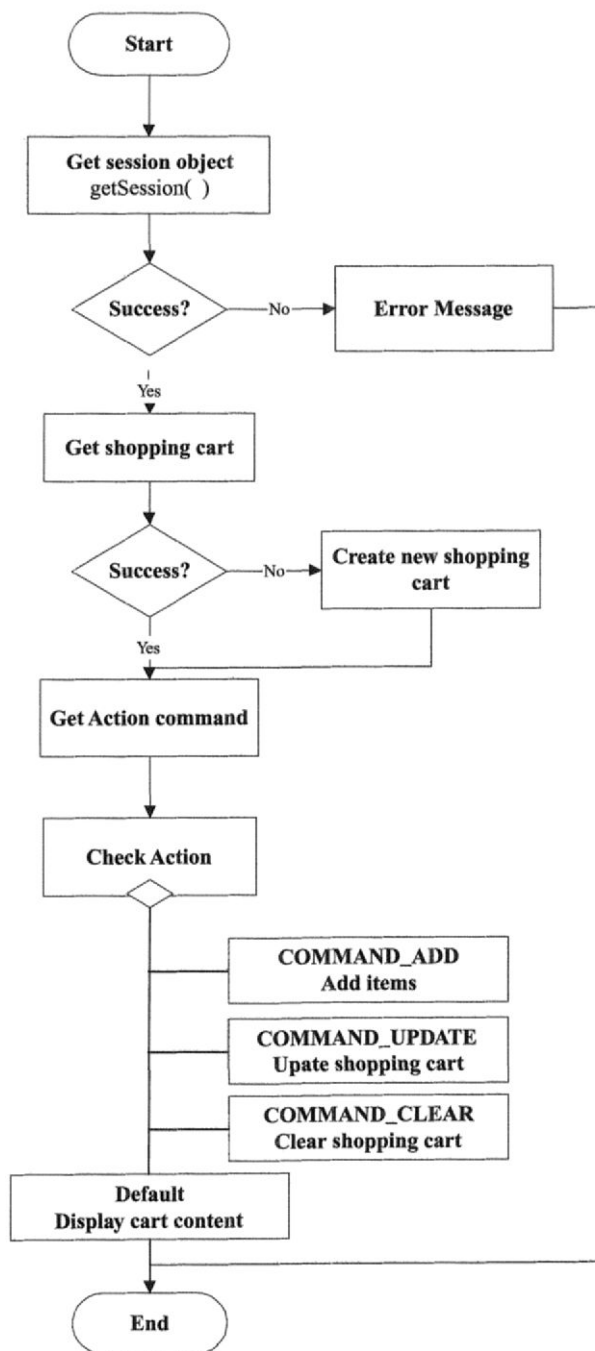 Start
Get session object
getSession( )
Success?
No
Error Message
Yes
Get shopping cart
Success?
No
Create new shopping
cart
Yes
Get Action command
Check Action
COMMAND_ADD
Add items
COMMAND_UPDATE
Upate shopping cart
COMMAND_CLEAR
Clear shopping cart
Default
Display cart content
End